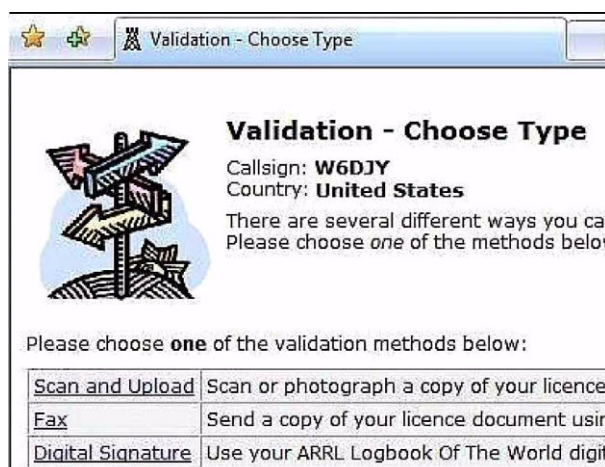 Validation - Choose Type
Validation - Choose Type
Callsign: W6DJY
Country: United States
There are several different ways you ca
Please choose one of the methods below
Please choose one of the validation methods below:
Scan and Upload Scan or photograph a copy of your licence
Fax Send a copy of your licence document usin
Digital Signature Use your ARRL Logbook Of The World digit